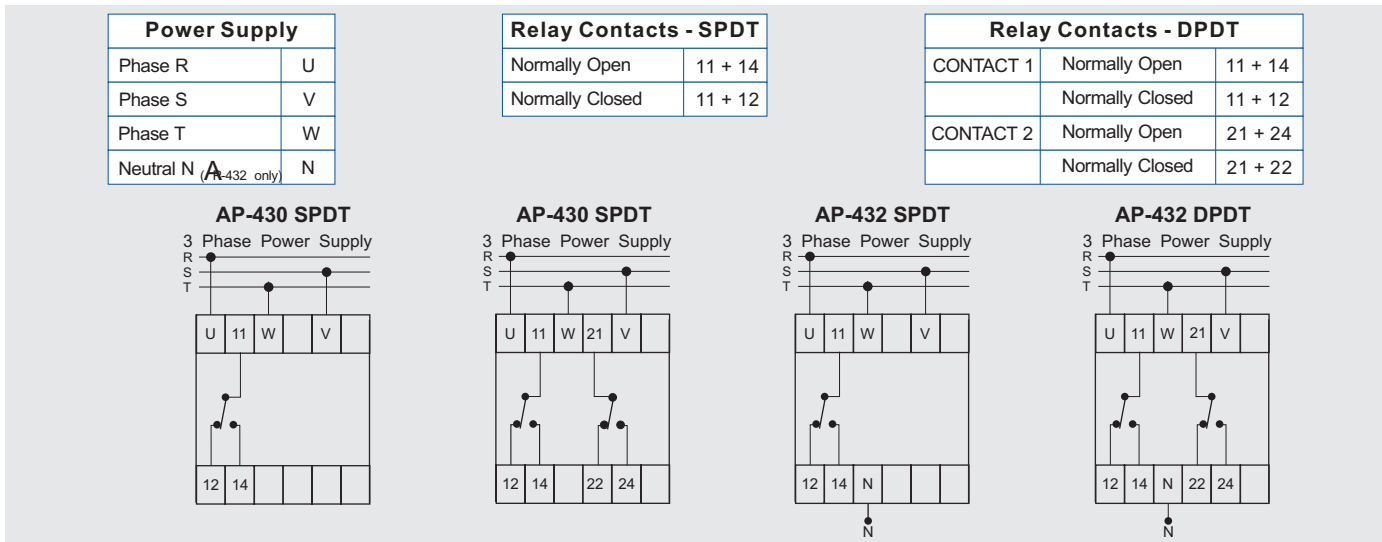 Power Supply
Phase R U
Phase S V
Phase T W
Neutral N (AR-432 only) N
Relay Contacts - SPDT
Normally Open 11 + 14
Normally Closed 11 + 12
Relay Contacts - DPDT
CONTACT 1 Normally Open 11 + 14
Normally Closed 11 + 12
CONTACT 2 Normally Open 21 + 24
Normally Closed 21 + 22
AP-430 SPDT
3 Phase Power Supply
R
S
T
U 11 W V
12 14
AP-430 SPDT
3 Phase Power Supply
R
S
T
U 11 W 21 V
12 14 22 24
AP-432 SPDT
3 Phase Power Supply
R
S
T
U 11 W V
12 14 N
N
AP-432 DPDT
3 Phase Power Supply
R
S
T
U 11 W 21 V
12 14 N 22 24
N